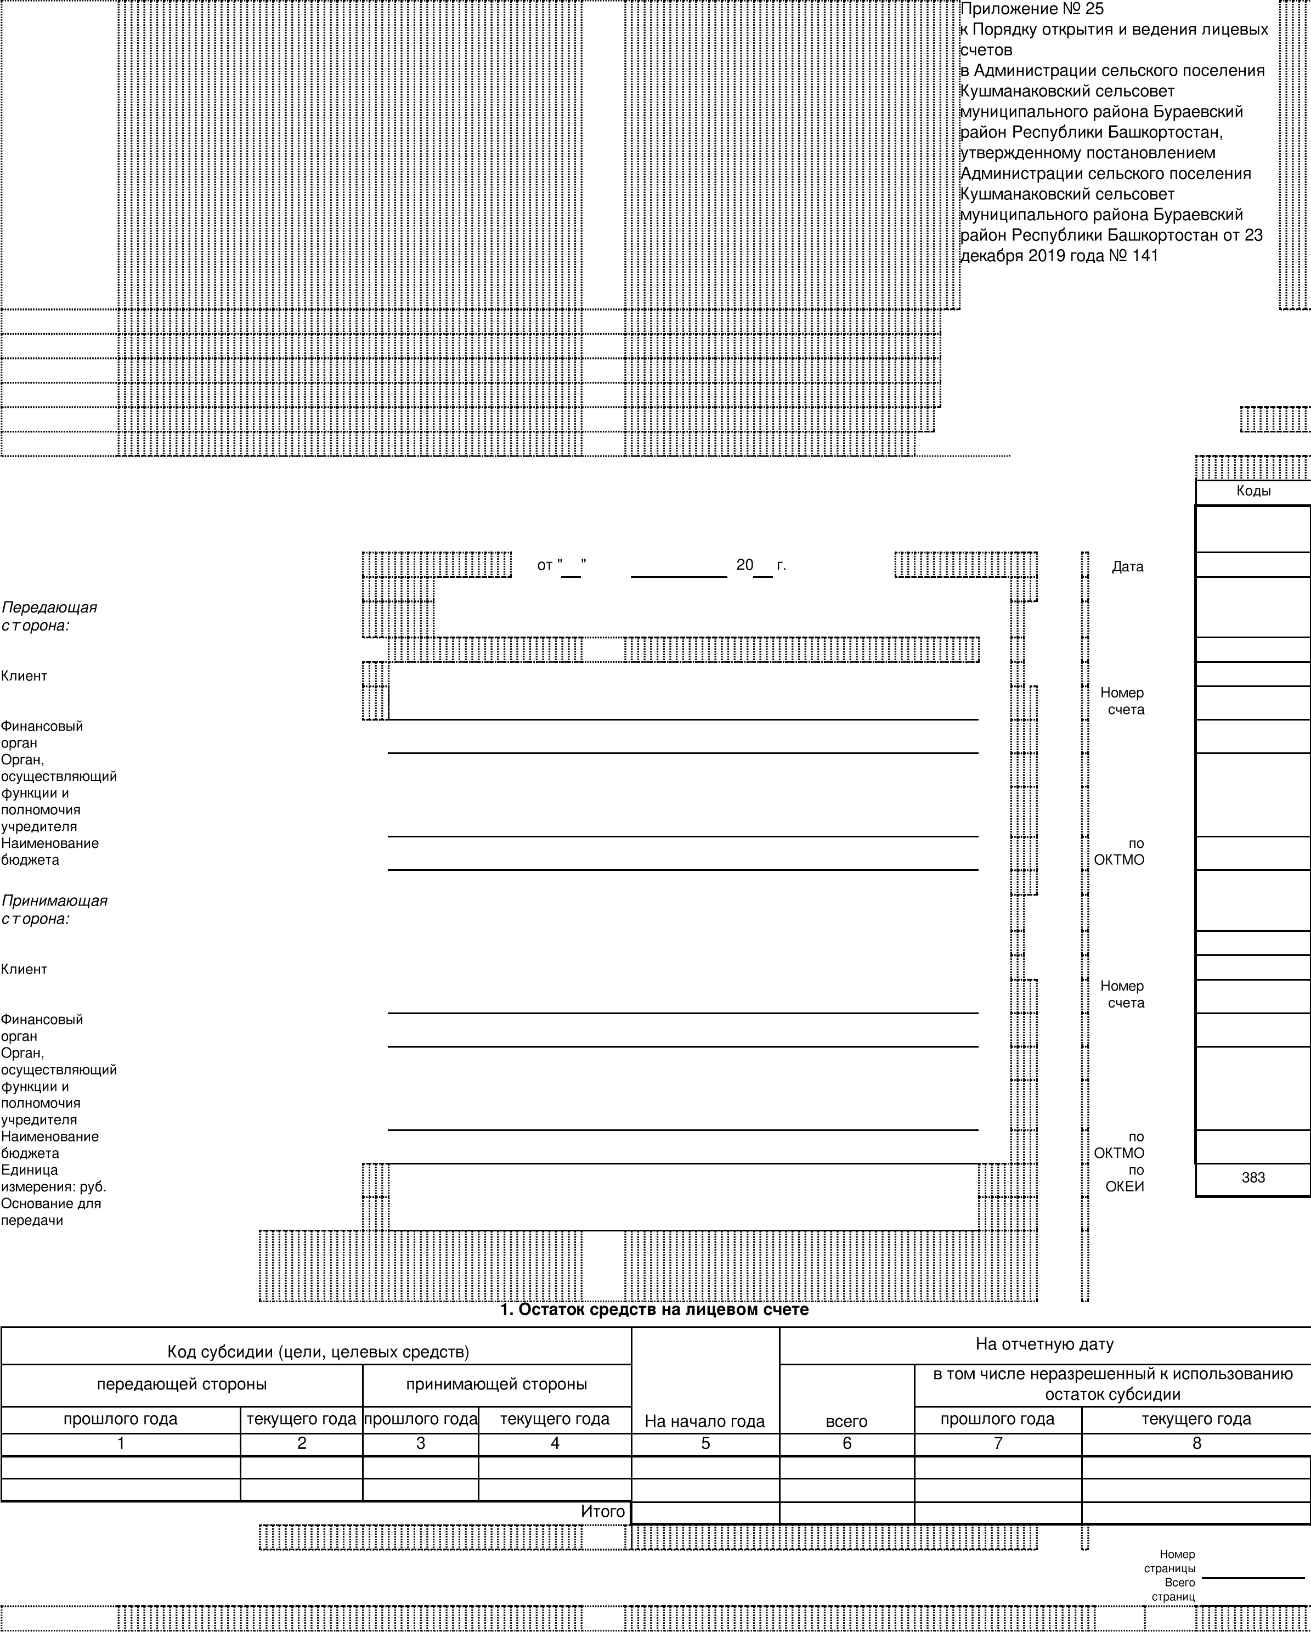 Приложение № 25
к Порядку открытия и ведения лицевых
счетов
в Администрации сельского поселения
Кушманаковский сельсовет
муниципального района Бураевский
район Республики Башкортостан,
утвержденному постановлением
Администрации сельского поселения
Кушманаковский сельсовет
муниципального района Бураевский
район Республики Башкортостан от 23
декабря 2019 года № 141
Коды
от "__" ________ 20__ г.
Дата
Передающая
сторона:
Клиент
Номер
счета
Финансовый
орган
Орган,
осуществляющий
функции и
полномочия
учредителя
Наименование
бюджета
по
ОКТМО
Принимающая
сторона:
Клиент
Номер
счета
Финансовый
орган
Орган,
осуществляющий
функции и
полномочия
учредителя
Наименование
бюджета
по
ОКТМО
Единица
измерения: руб.
по
ОКЕИ
383
Основание для
передачи
1. Остаток средств на лицевом счете
Код субсидии (цели, целевых средств)
На отчетную дату
передающей стороны
принимающей стороны
в том числе неразрешенный к использованию
остаток субсидии
прошлого года
текущего года
прошлого года
текущего года
На начало года
всего
прошлого года
текущего года
1 2 3 4 5 6 7 8
Итого
Номер
страницы
Всего
страниц